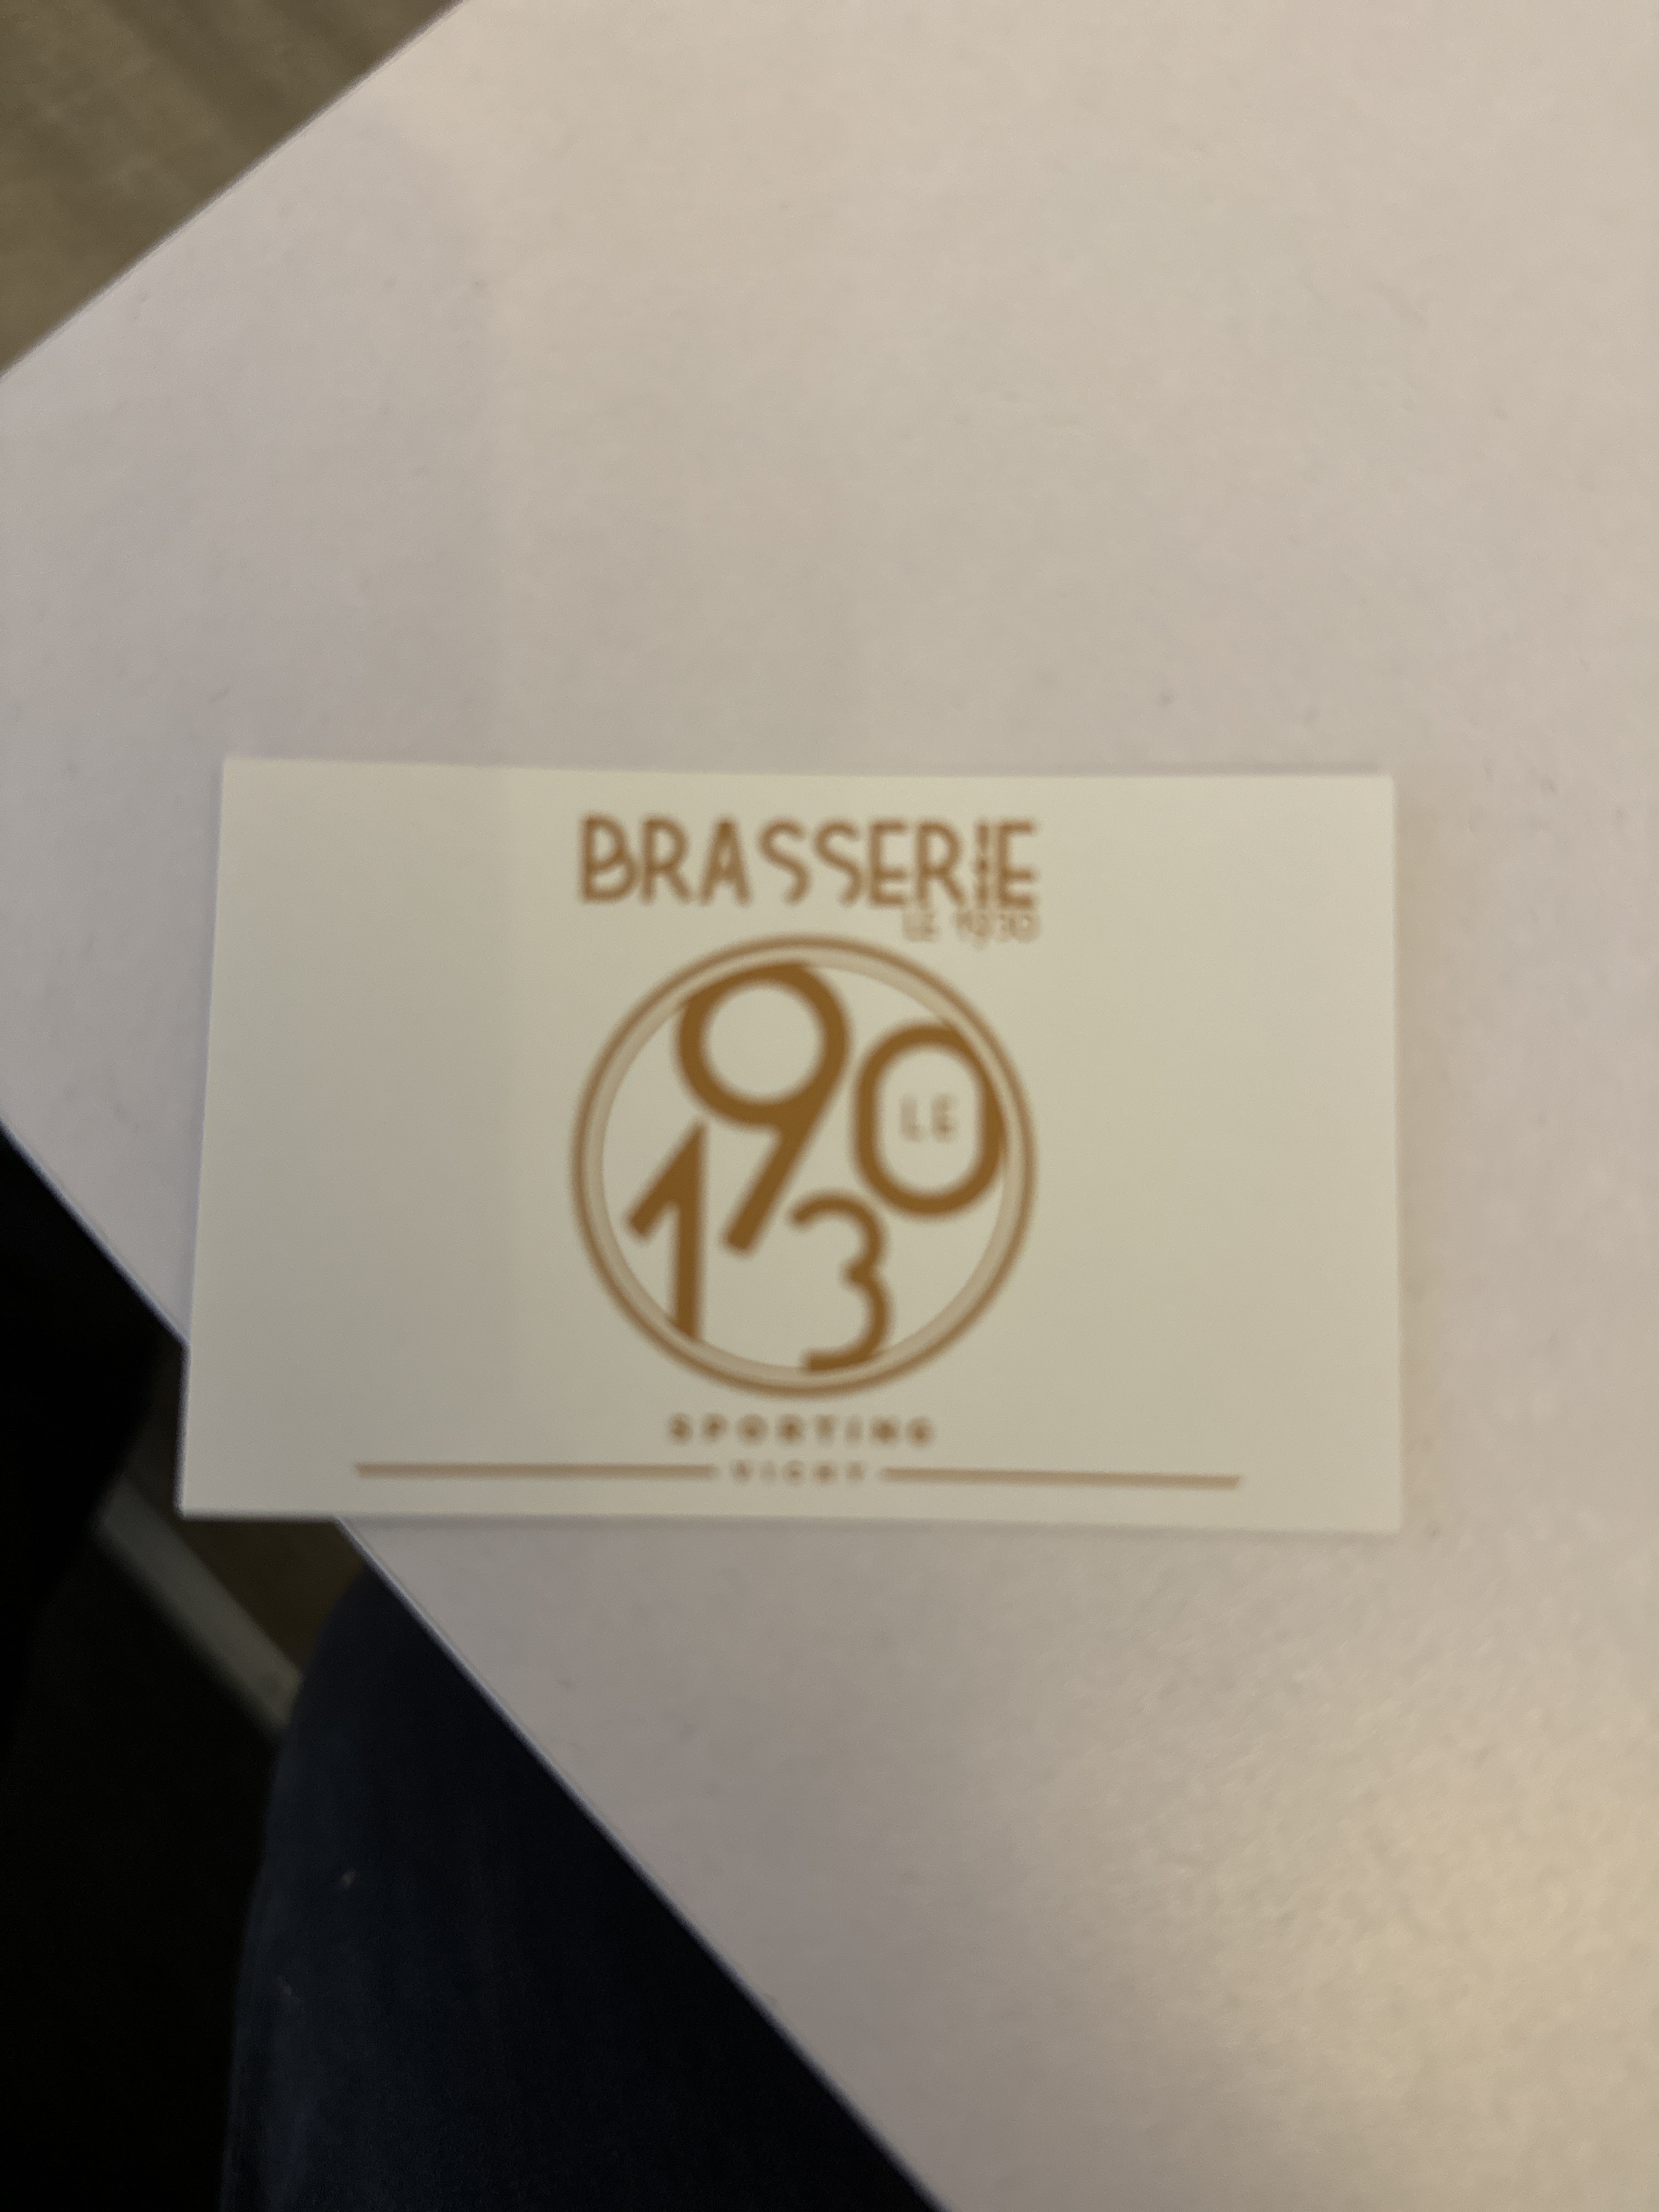 BRASSERIE
LE 1930
LE
1930
SPORTING
VICHY